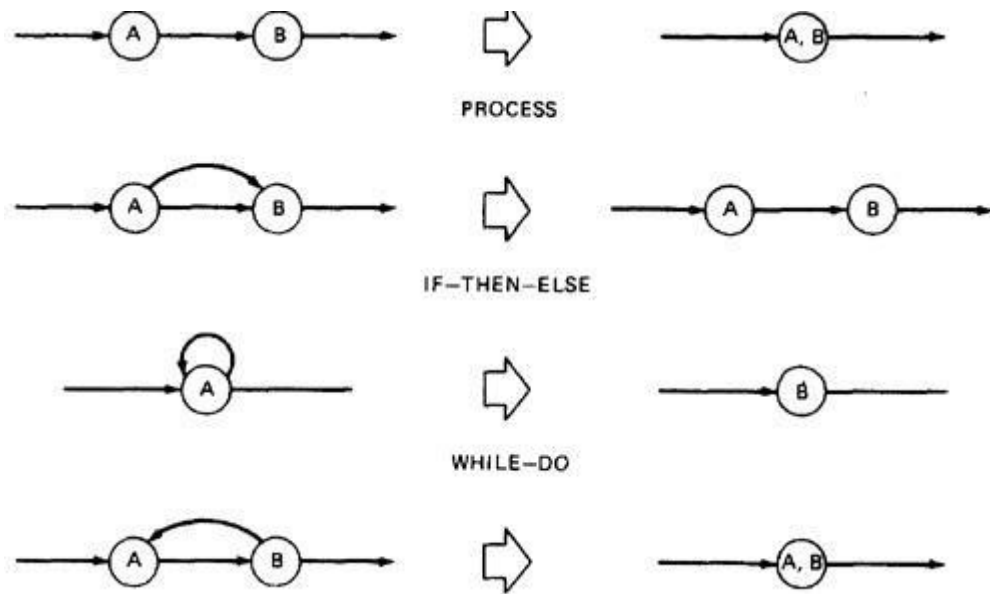 A B A, B
PROCESS
A B A B
IF-THEN-ELSE
A B
WHILE-DO
A B A, B